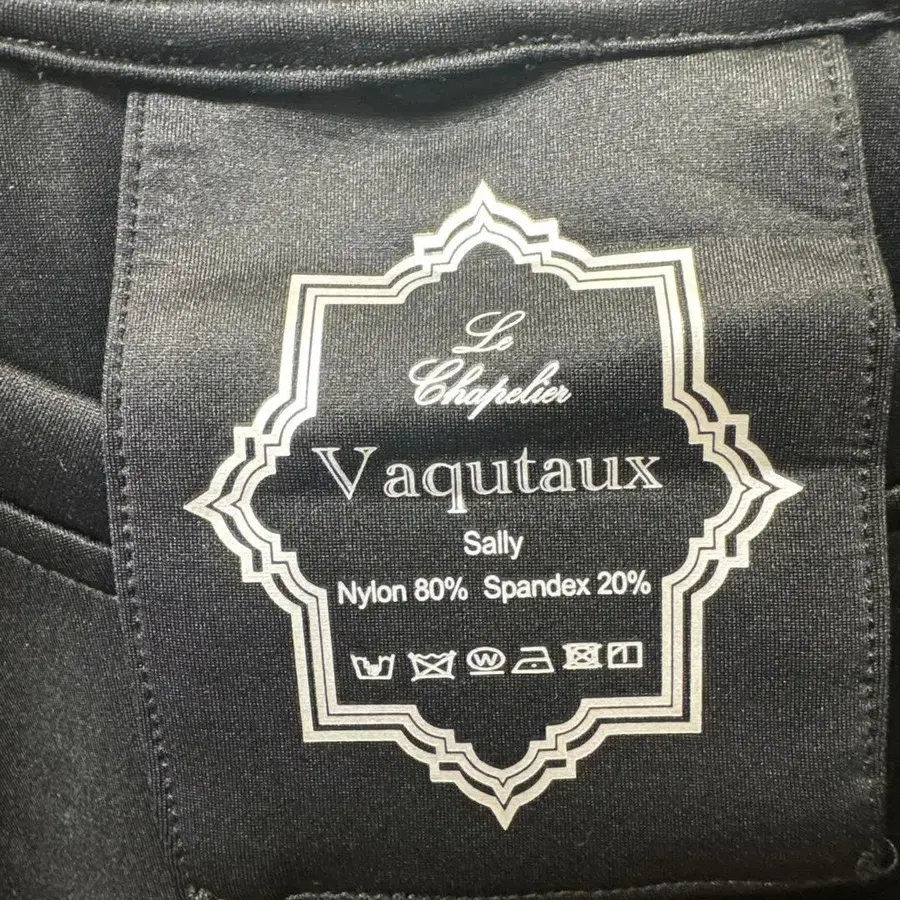 Le
Chapelier
Vaqutaux
Sally
Nylon 80% Spandex 20%
W